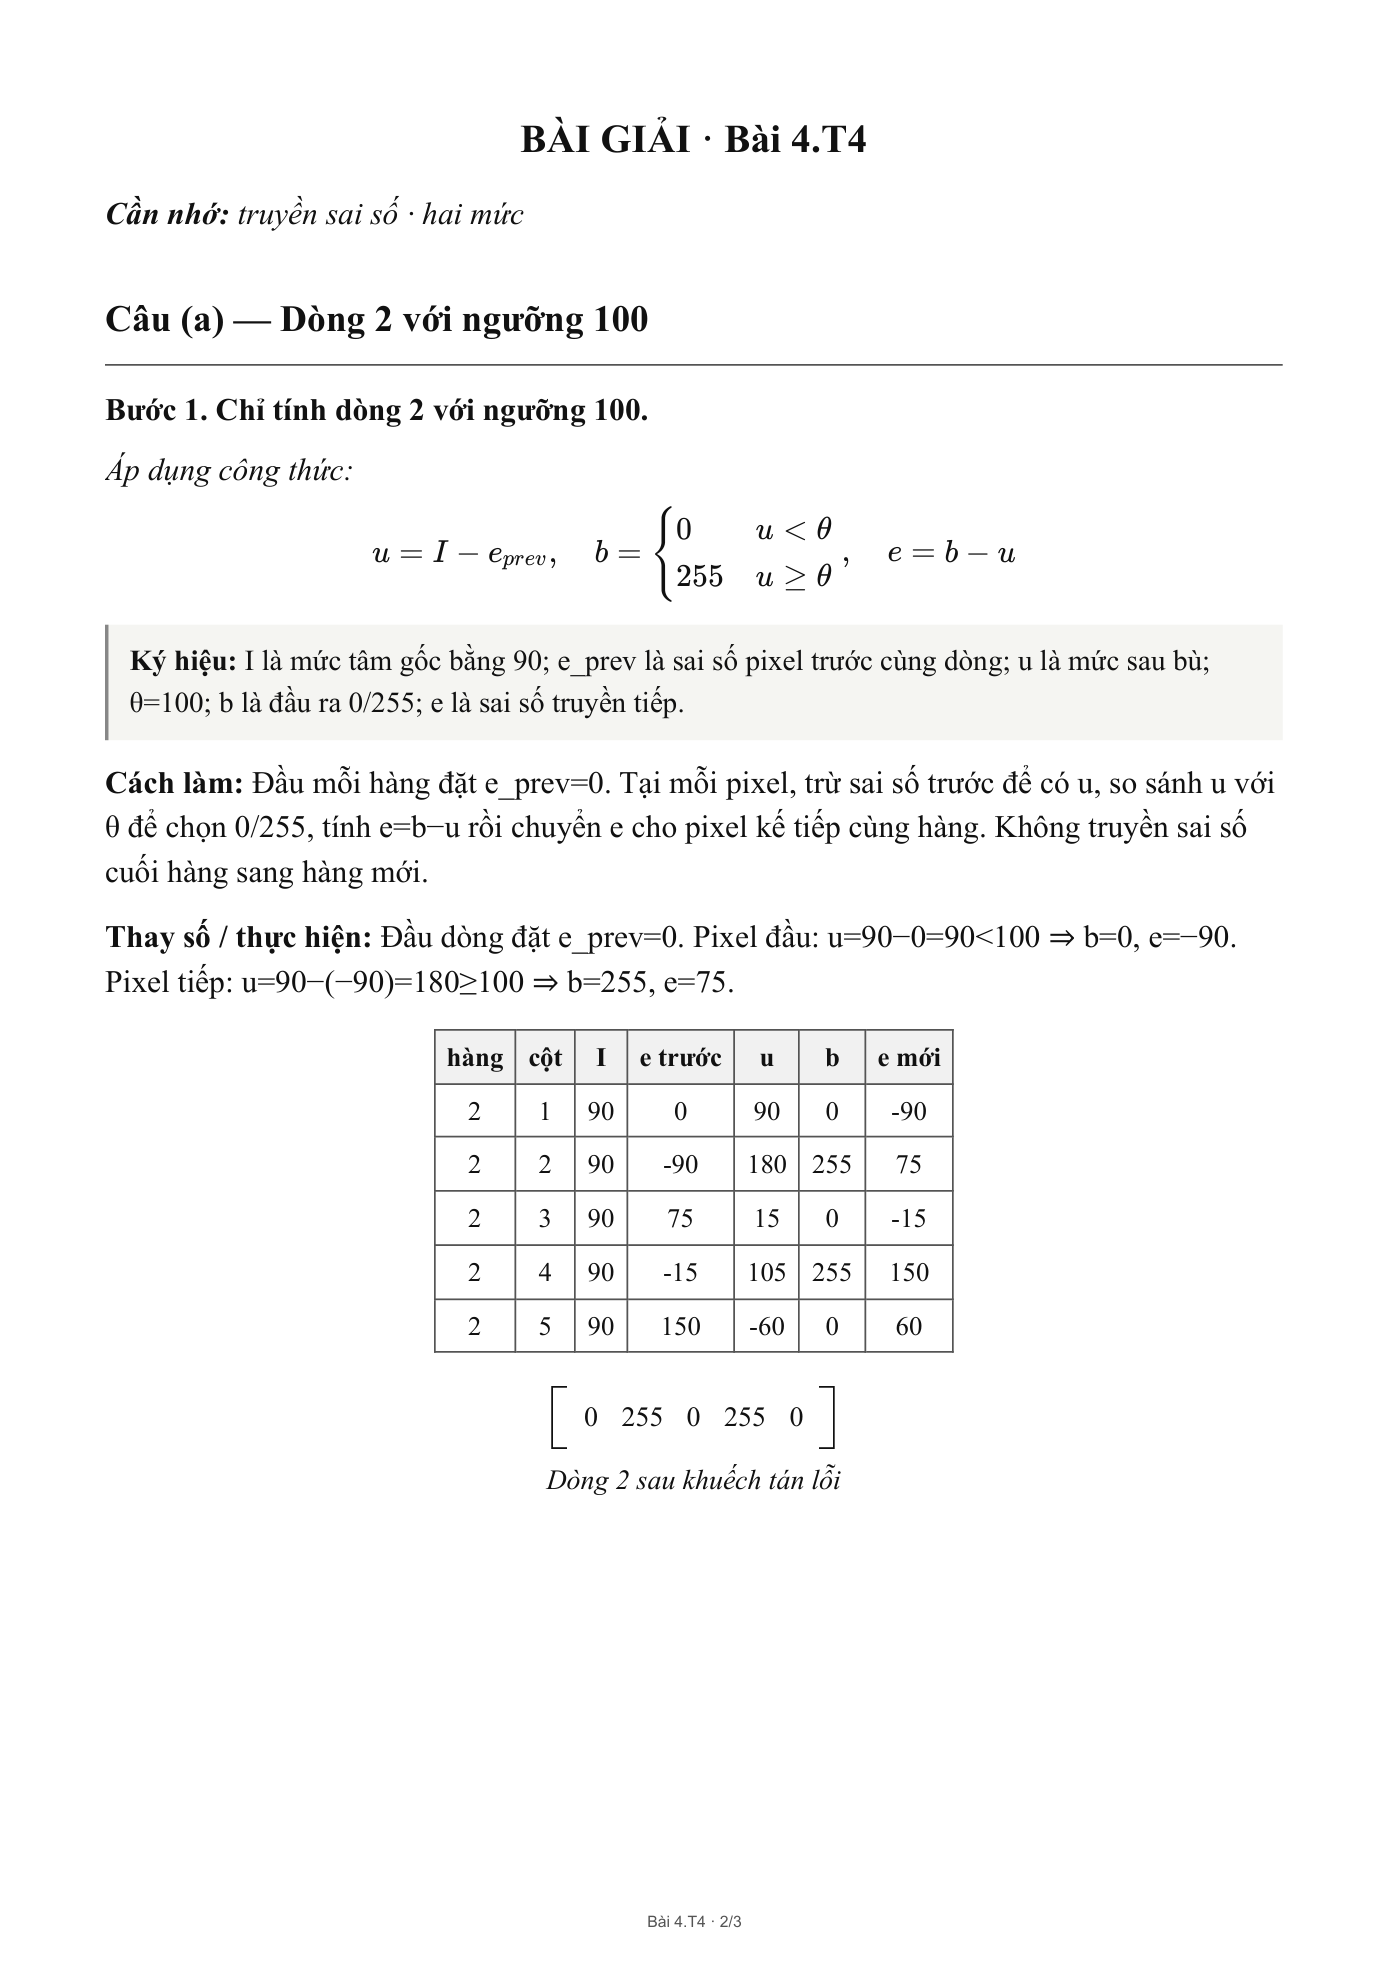 BÀI GIẢI · Bài 4.T4
Cần nhớ: truyền sai số · hai mức
Câu (a) — Dòng 2 với ngưỡng 100
Bước 1. Chỉ tính dòng 2 với ngưỡng 100.
Áp dụng công thức:
u = I − e_{prev}, b = { 0 u < θ ; 255 u ≥ θ , e = b − u
Ký hiệu: I là mức tâm gốc bằng 90; e_prev là sai số pixel trước cùng dòng; u là mức sau bù;
θ=100; b là đầu ra 0/255; e là sai số truyền tiếp.
Cách làm: Đầu mỗi hàng đặt e_prev=0. Tại mỗi pixel, trừ sai số trước để có u, so sánh u với
θ để chọn 0/255, tính e=b−u rồi chuyển e cho pixel kế tiếp cùng hàng. Không truyền sai số
cuối hàng sang hàng mới.
Thay số / thực hiện: Đầu dòng đặt e_prev=0. Pixel đầu: u=90−0=90<100 ⇒ b=0, e=−90.
Pixel tiếp: u=90−(−90)=180≥100 ⇒ b=255, e=75.
hàng cột I e trước u b e mới
2 1 90 0 90 0 -90
2 2 90 -90 180 255 75
2 3 90 75 15 0 -15
2 4 90 -15 105 255 150
2 5 90 150 -60 0 60
[ 0 255 0 255 0 ]
Dòng 2 sau khuếch tán lỗi
Bài 4.T4 · 2/3